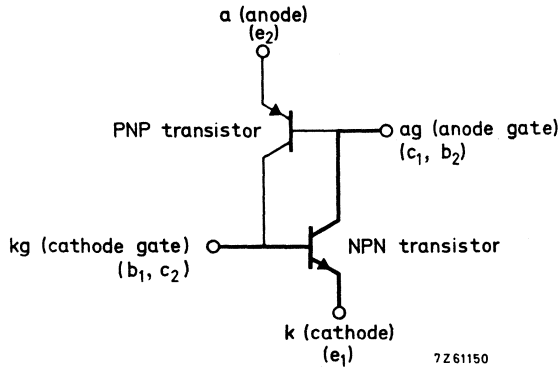 a (anode)
(e₂)
PNP transistor
ag (anode gate)
(c₁, b₂)
kg (cathode gate)
(b₁, c₂)
NPN transistor
k (cathode)
(e₁)
7Z61150